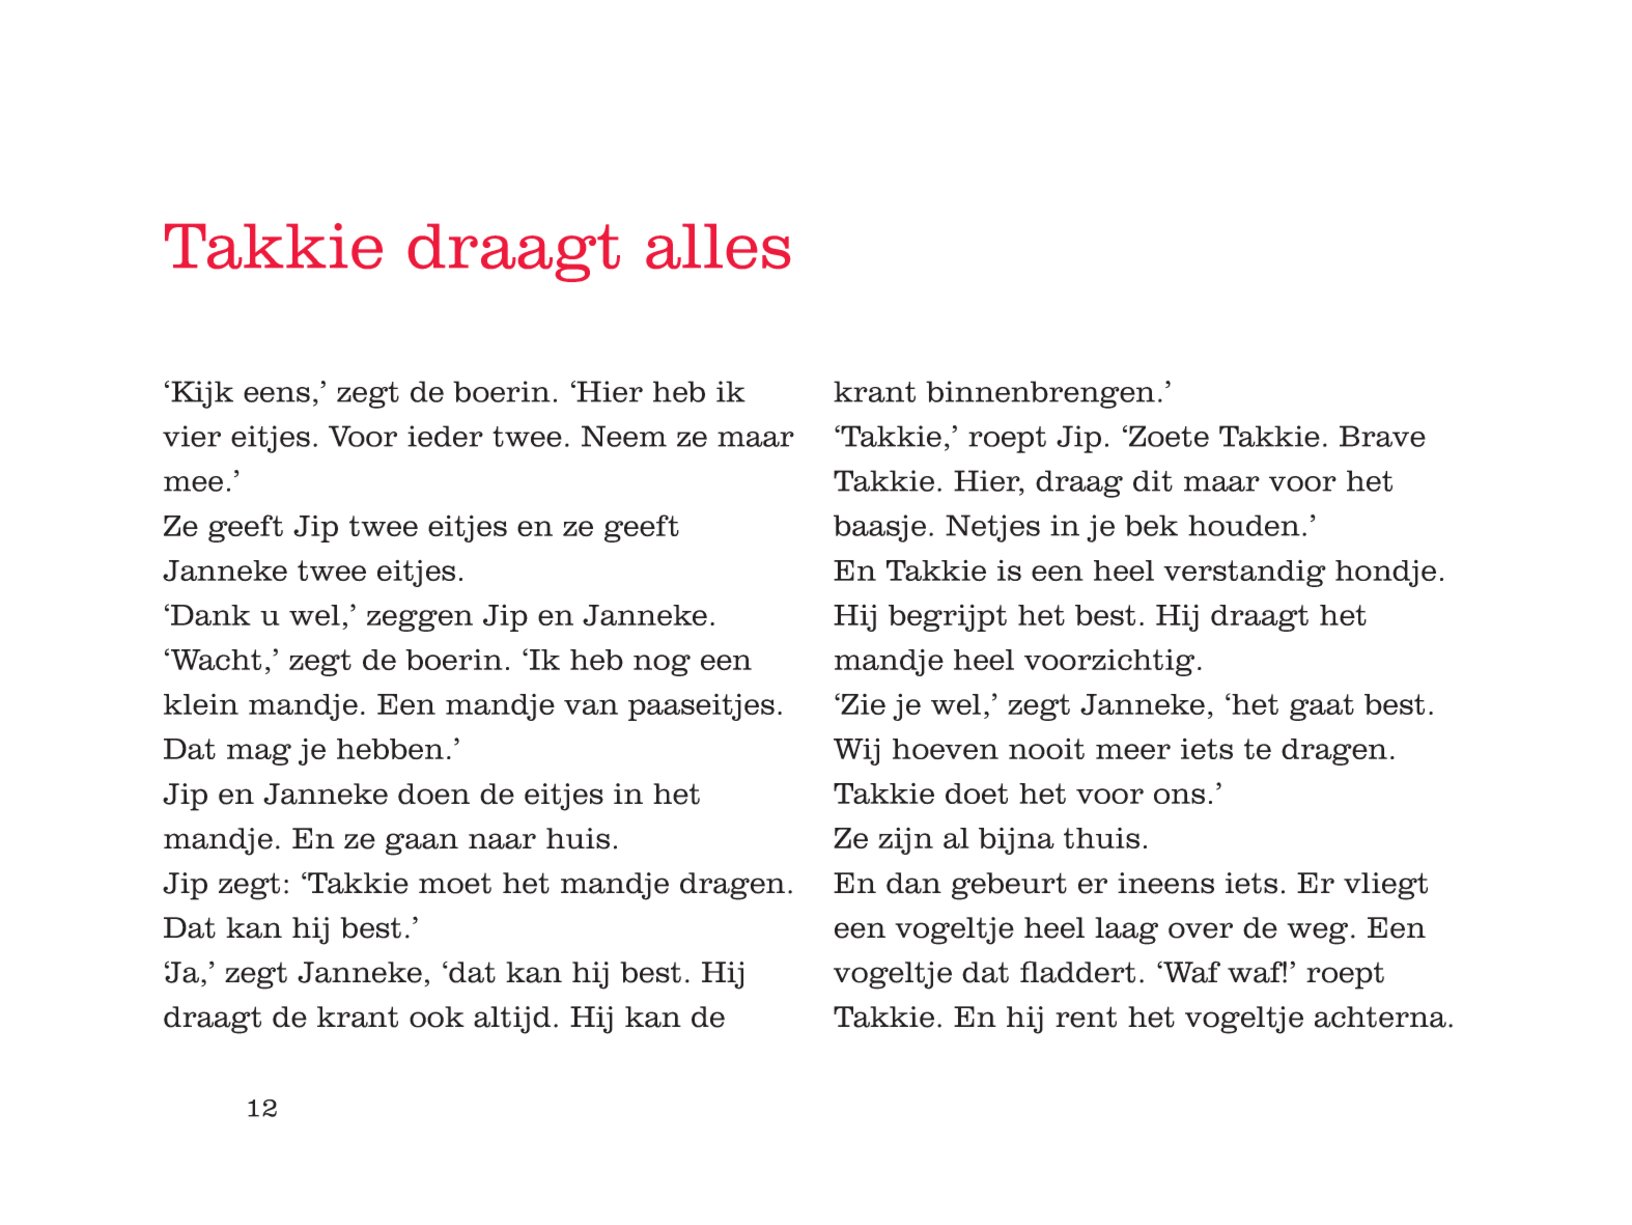 Takkie draagt alles
‘Kijk eens,’ zegt de boerin. ‘Hier heb ik
vier eitjes. Voor ieder twee. Neem ze maar
mee.’
Ze geeft Jip twee eitjes en ze geeft
Janneke twee eitjes.
‘Dank u wel,’ zeggen Jip en Janneke.
‘Wacht,’ zegt de boerin. ‘Ik heb nog een
klein mandje. Een mandje van paaseitjes.
Dat mag je hebben.’
Jip en Janneke doen de eitjes in het
mandje. En ze gaan naar huis.
Jip zegt: ‘Takkie moet het mandje dragen.
Dat kan hij best.’
‘Ja,’ zegt Janneke, ‘dat kan hij best. Hij
draagt de krant ook altijd. Hij kan de
krant binnenbrengen.’
‘Takkie,’ roept Jip. ‘Zoete Takkie. Brave
Takkie. Hier, draag dit maar voor het
baasje. Netjes in je bek houden.’
En Takkie is een heel verstandig hondje.
Hij begrijpt het best. Hij draagt het
mandje heel voorzichtig.
‘Zie je wel,’ zegt Janneke, ‘het gaat best.
Wij hoeven nooit meer iets te dragen.
Takkie doet het voor ons.’
Ze zijn al bijna thuis.
En dan gebeurt er ineens iets. Er vliegt
een vogeltje heel laag over de weg. Een
vogeltje dat fladdert. ‘Waf waf!’ roept
Takkie. En hij rent het vogeltje achterna.
12